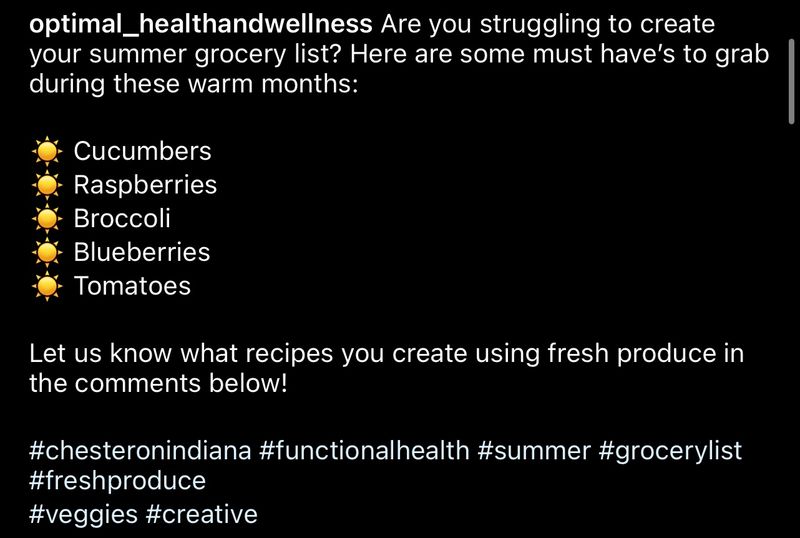 optimal_healthandwellness Are you struggling to create
your summer grocery list? Here are some must have’s to grab
during these warm months:
☀️ Cucumbers
☀️ Raspberries
☀️ Broccoli
☀️ Blueberries
☀️ Tomatoes
Let us know what recipes you create using fresh produce in
the comments below!
#chesteronindiana #functionalhealth #summer #grocerylist
#freshproduce
#veggies #creative